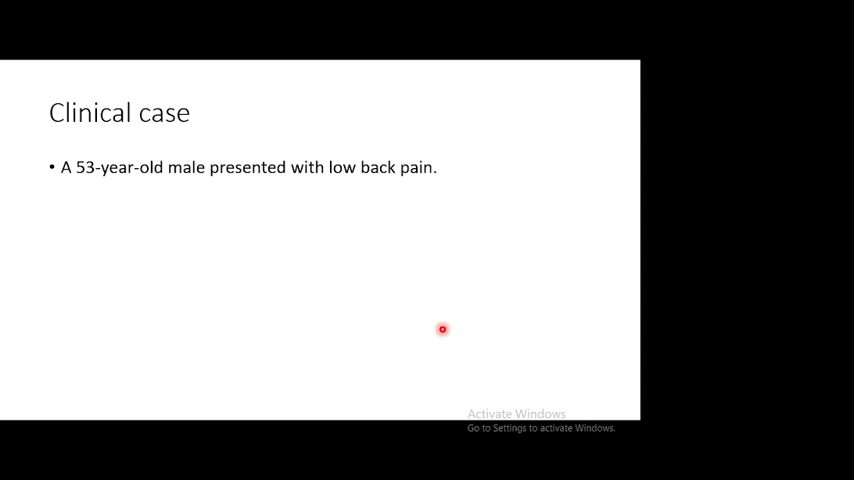 Clinical case
• A 53-year-old male presented with low back pain.
Activate Windows
Go to Settings to activate Windows.